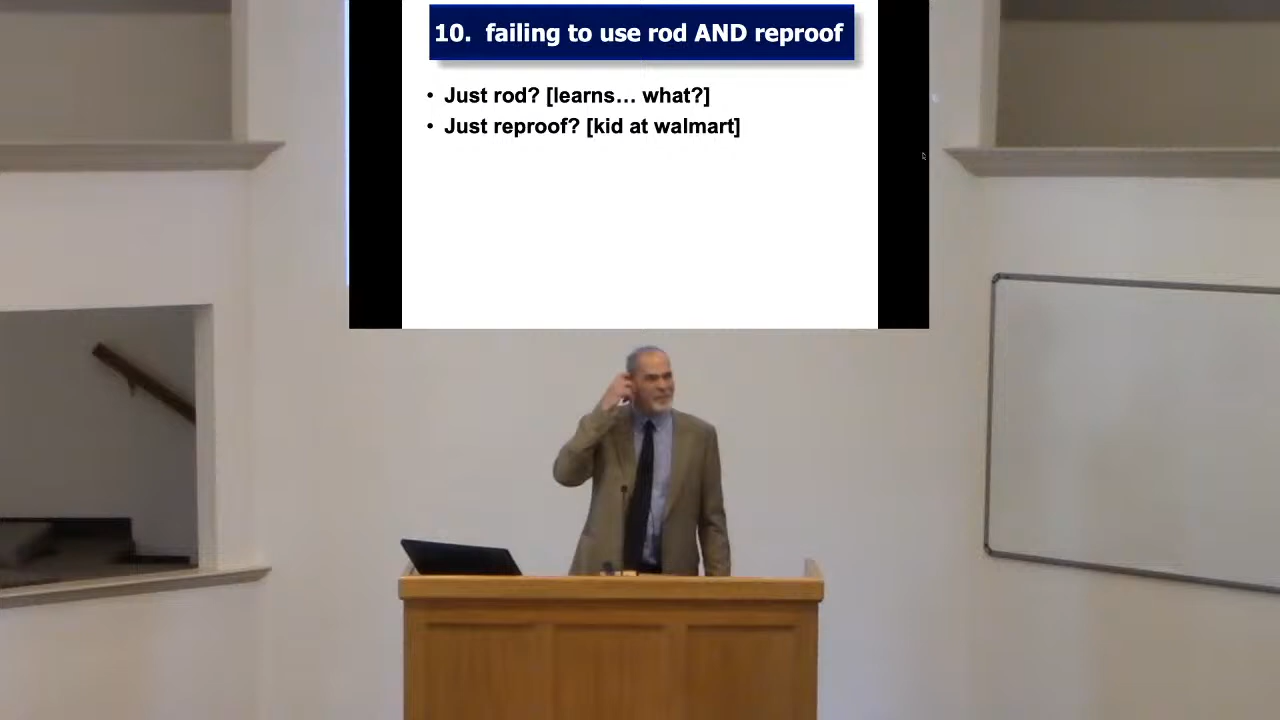 10. failing to use rod AND reproof
• Just rod? [learns... what?]
• Just reproof? [kid at walmart]